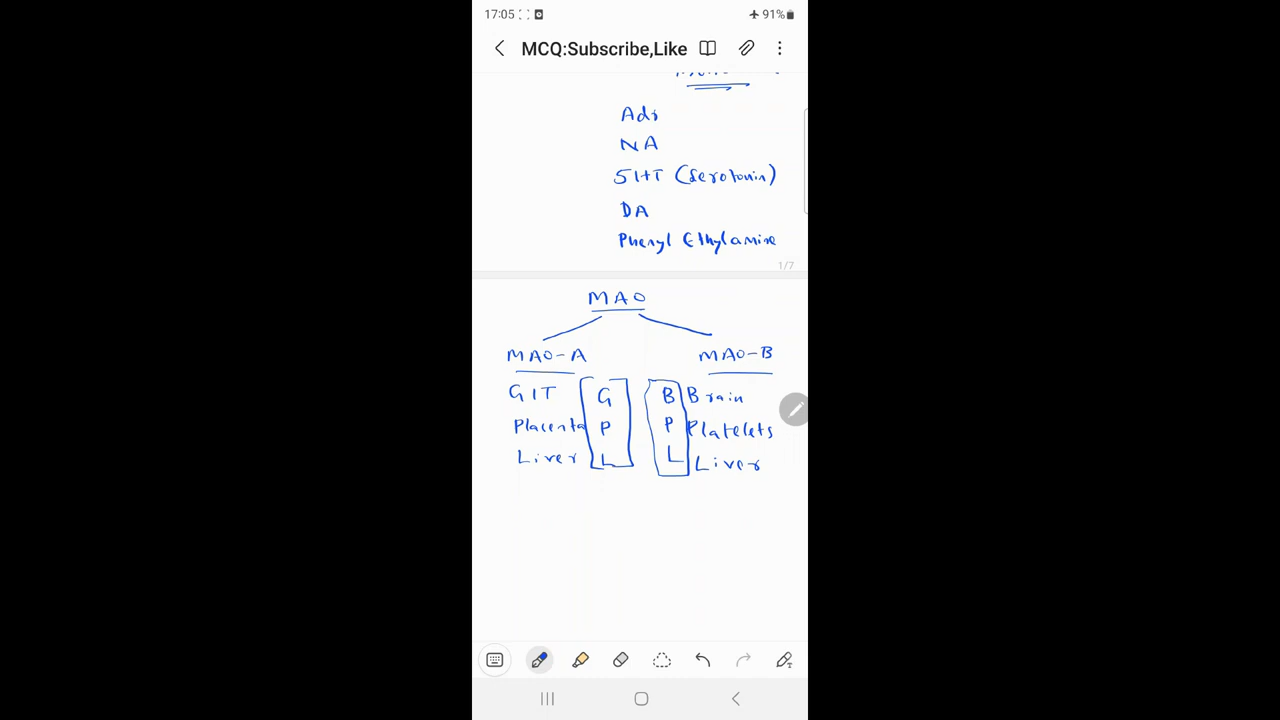 17:05 91%
MCQ:Subscribe,Like
Adr
NA
5HT (Serotonin)
DA
Phenyl Ethylamine
1/7
MAO
MAO-A MAO-B
GIT G B Brain
Placenta P P Platelets
Liver L L Liver